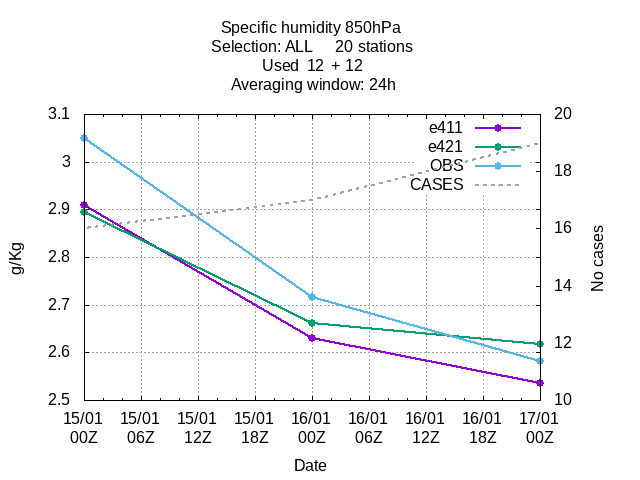 Specific humidity 850hPa
Selection: ALL     20 stations
Used  12 + 12
Averaging window: 24h
3.1
3
2.9
2.8
2.7
2.6
2.5
g/Kg
20
18
16
14
12
10
No cases
e411
e421
OBS
CASES
15/01 15/01 15/01 15/01 16/01 16/01 16/01 16/01 17/01
00Z 06Z 12Z 18Z 00Z 06Z 12Z 18Z 00Z
Date